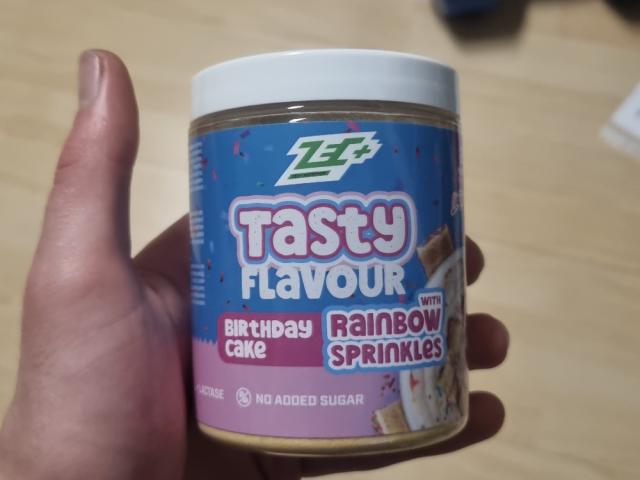 ZEC+
Tasty
FLaVOUR
BIRTHDay
Cake
WITH
RaINBOW
SPRINKLes
LACTASE
NO ADDED SUGAR